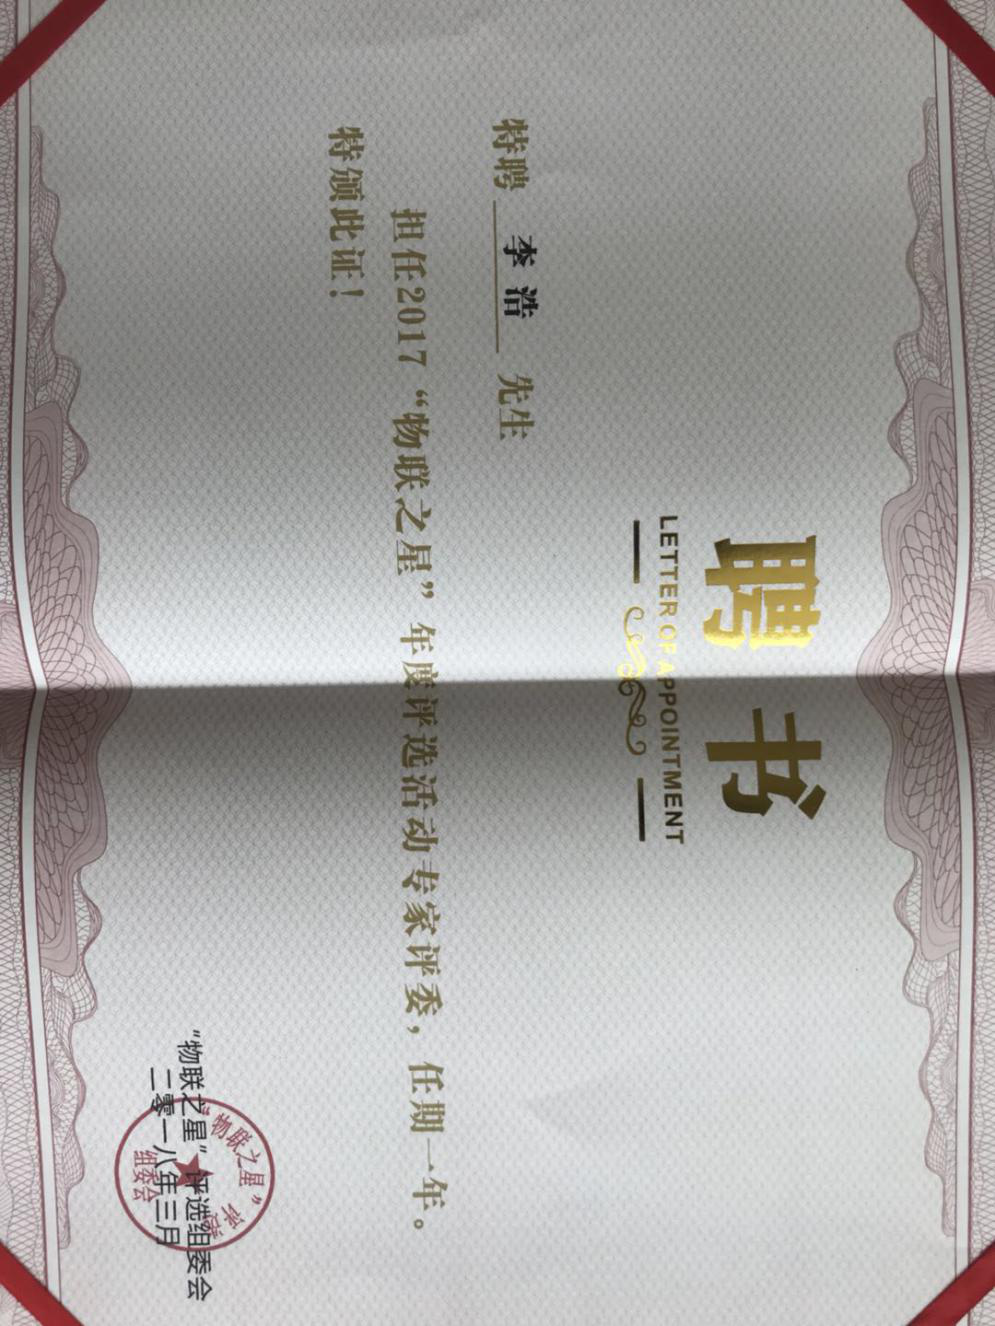 聘书
LETTER OF APPOINTMENT
特聘 李浩 先生
担任2017“物联之星”年度评选活动专家评委，任期一年。
特颁此证！
“物联之星”评选组委会
二零一八年三月
“物联之星”评选
组委会